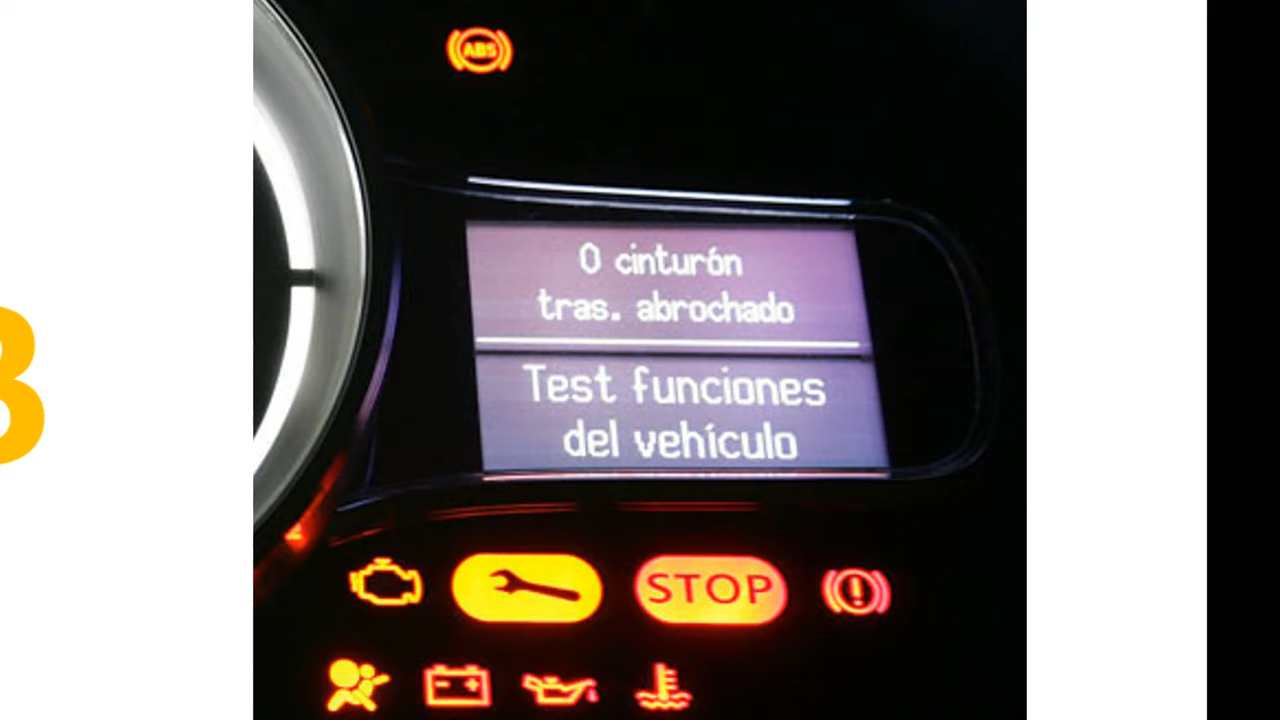 ABS
0 cinturón
tras. abrochado
Test funciones
del vehículo
STOP